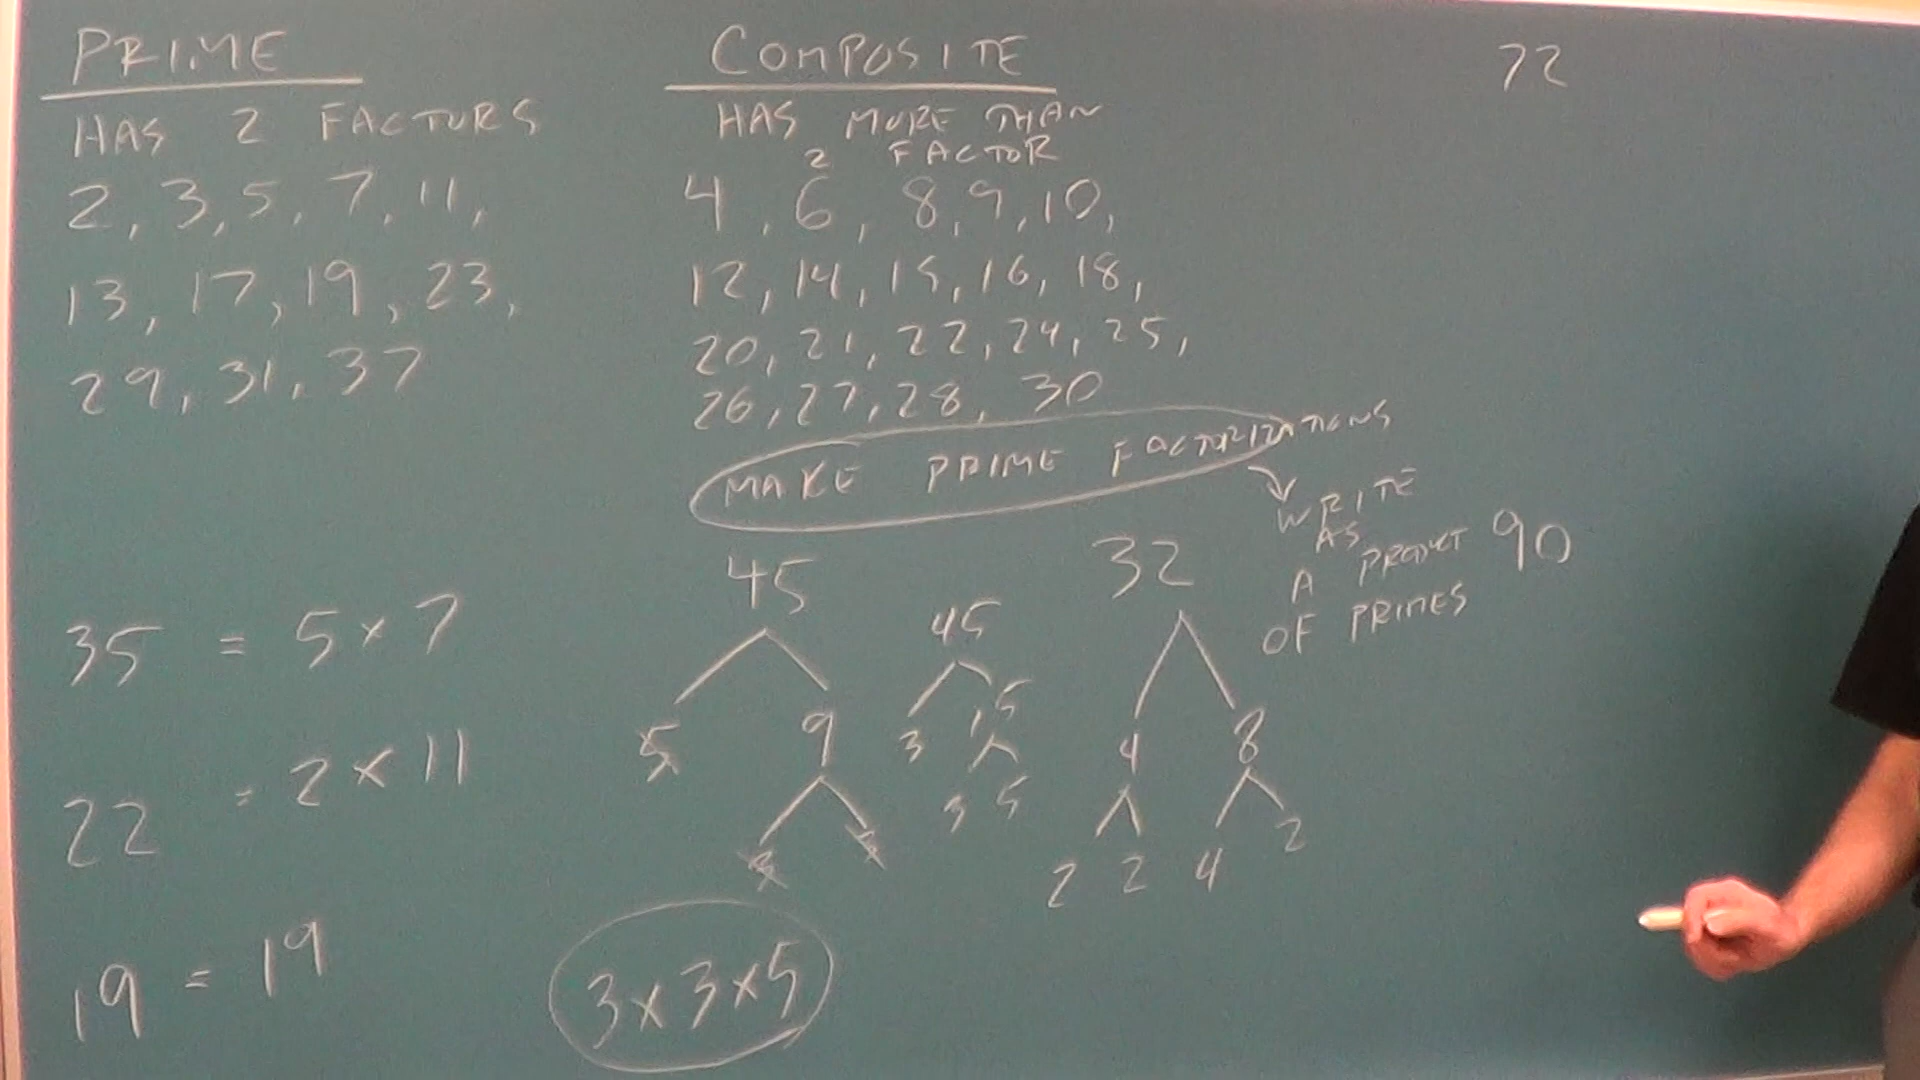 PRIME
HAS 2 FACTORS
2, 3, 5, 7, 11,
13, 17, 19, 23,
29, 31, 37
35 = 5 x 7
22 = 2 x 11
19 = 19
COMPOSITE
HAS MORE THAN
2 FACTOR
4, 6, 8, 9, 10,
12, 14, 15, 16, 18,
20, 21, 22, 24, 25,
26, 27, 28, 30
MAKE PRIME FACTORIZATIONS
WRITE
AS
A PRODUCT
OF PRIMES
45
5 9
3 3
3 x 3 x 5
45
3 15
3 5
32
4 8
2 2 4 2
72
90